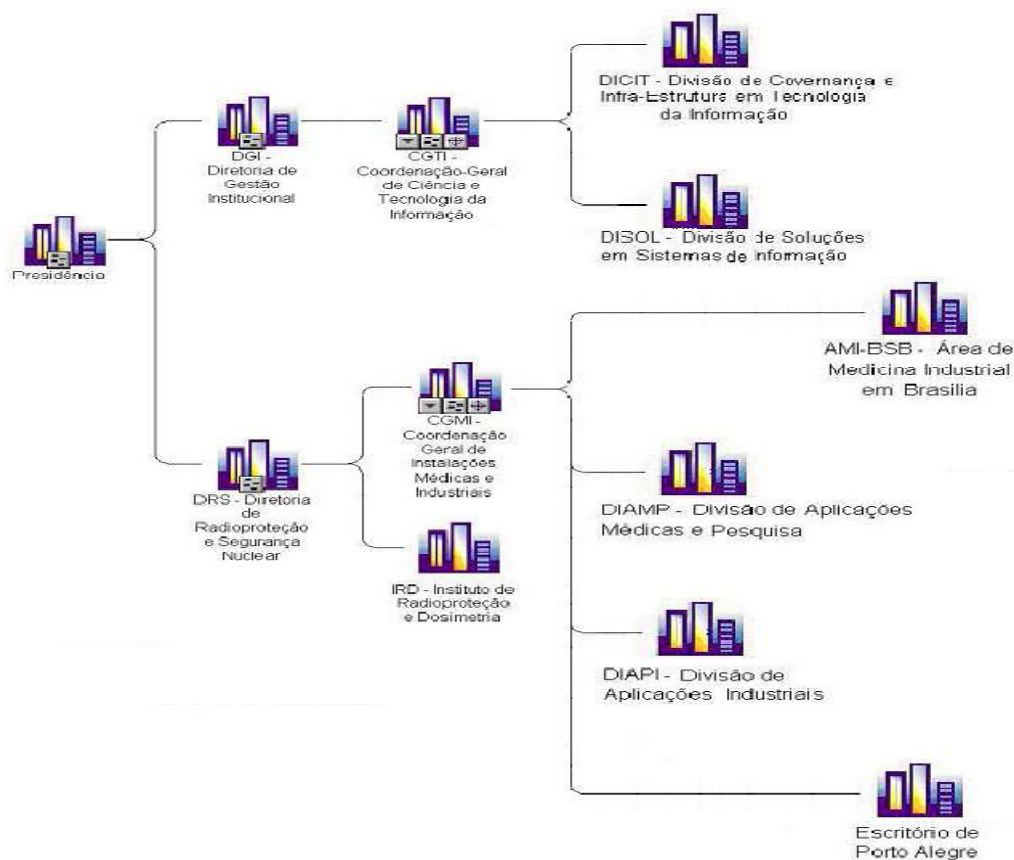 DICIT - Divisão de Covernança e
Infra-Estrutura em Tecnologia
da Informação
DGI -
Diretoria de
Gestão
Institucional
CGTI -
Coordenação-Geral
de Ciência e
Tecnologia da
Informação
DISOL - Divisão de Soluções
em Sistemas de Informação
Presidência
AMI-BSB - Área de
Medicina Industrial
em Brasilia
CGMI -
Coordenação
Geral de
Instalações
Médicas e
Industriais
DRS - Diretoria
de
Radioproteção
e Segurança
Nuclear
DIAMP - Divisão de Aplicações
Médicas e Pesquisa
IRD - Instituto de
Radioproteção
e Dosimetria
DIAPI - Divisão de
Aplicações Industriais
Escritório de
Porto Alegre